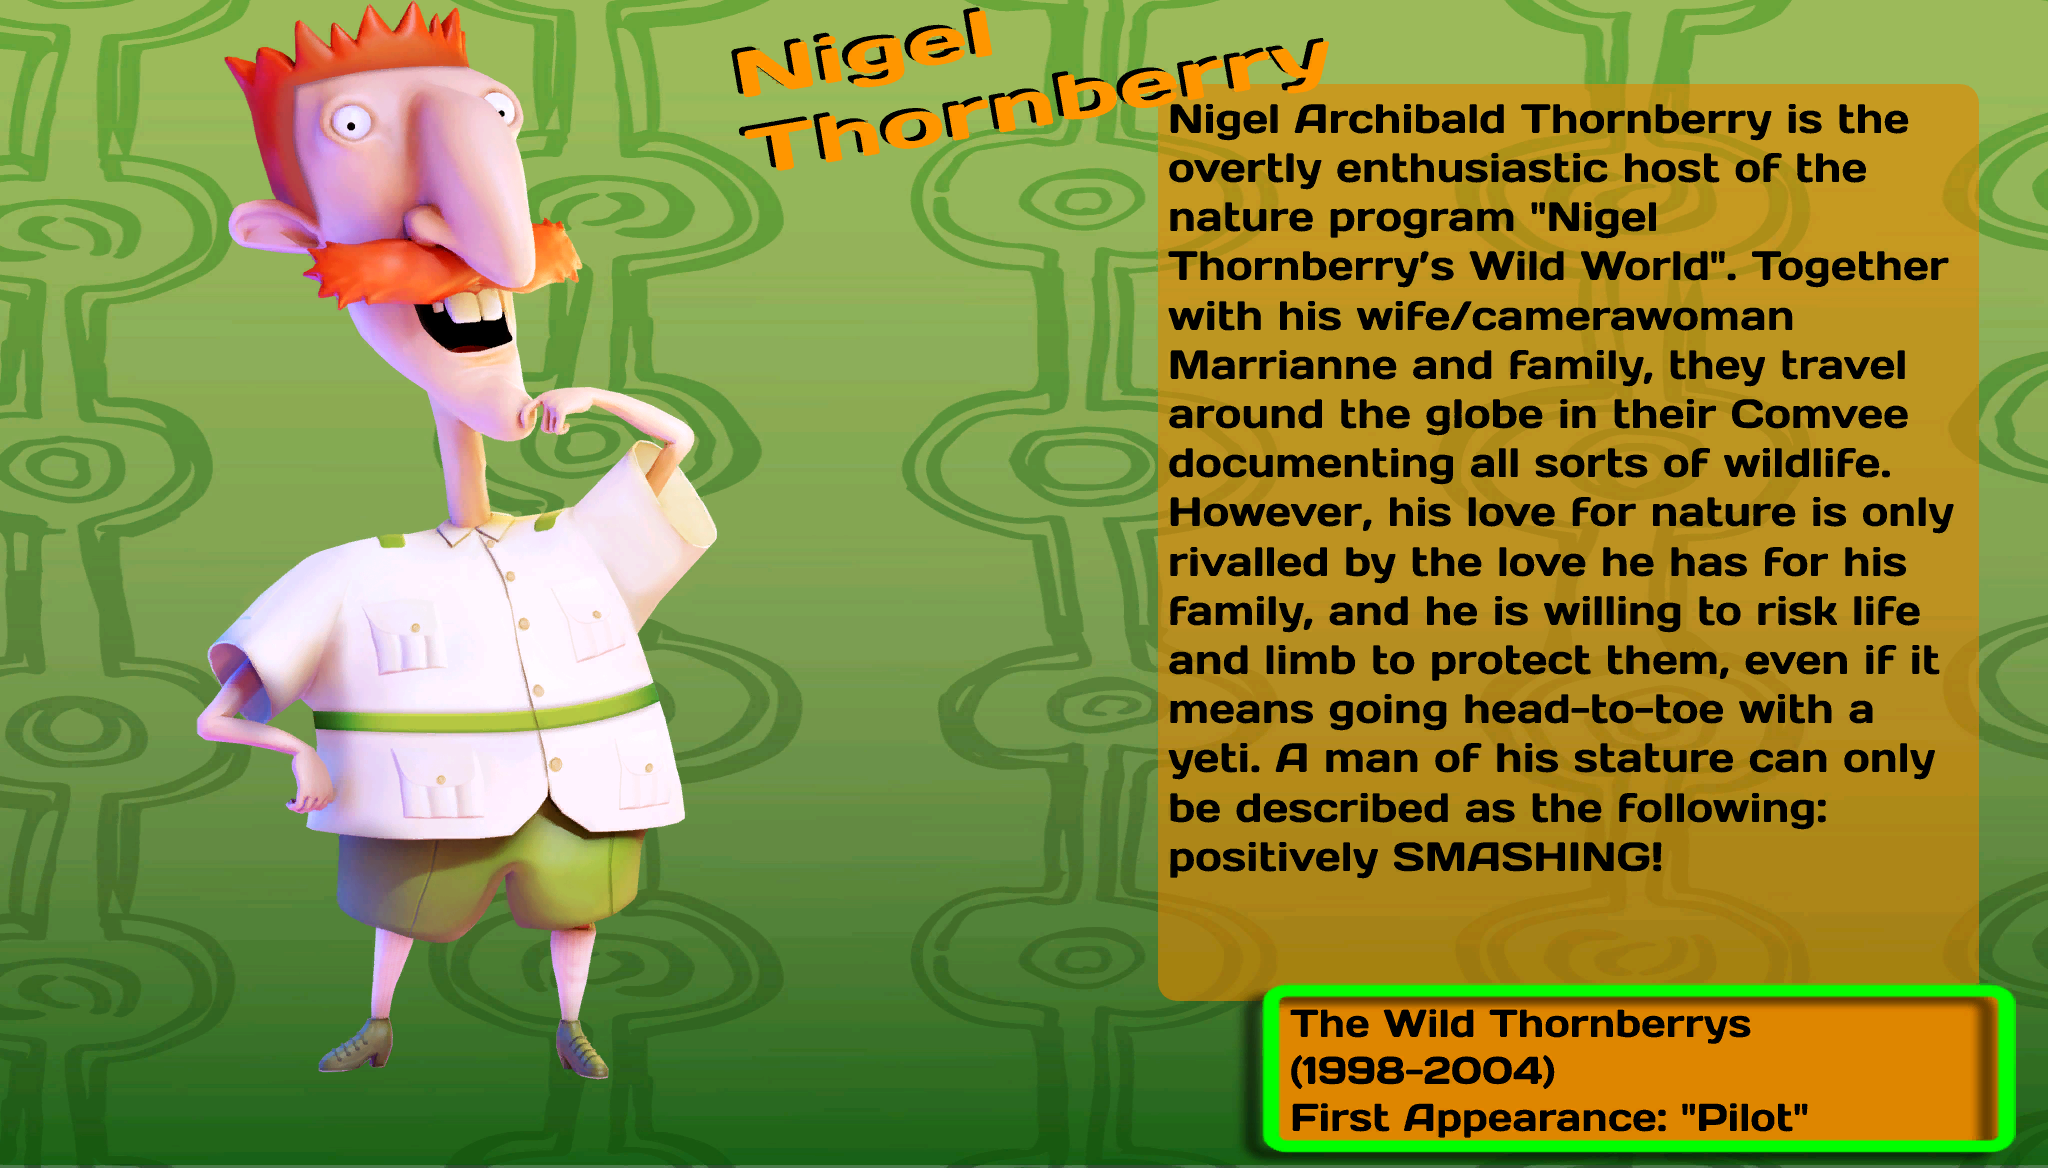 Nigel
Thornberry
Nigel Archibald Thornberry is the
overtly enthusiastic host of the
nature program "Nigel
Thornberry's Wild World". Together
with his wife/camerawoman
Marrianne and family, they travel
around the globe in their Comvee
documenting all sorts of wildlife.
However, his love for nature is only
rivalled by the love he has for his
family, and he is willing to risk life
and limb to protect them, even if it
means going head-to-toe with a
yeti. A man of his stature can only
be described as the following:
positively SMASHING!
The Wild Thornberrys
(1998-2004)
First Appearance: "Pilot"